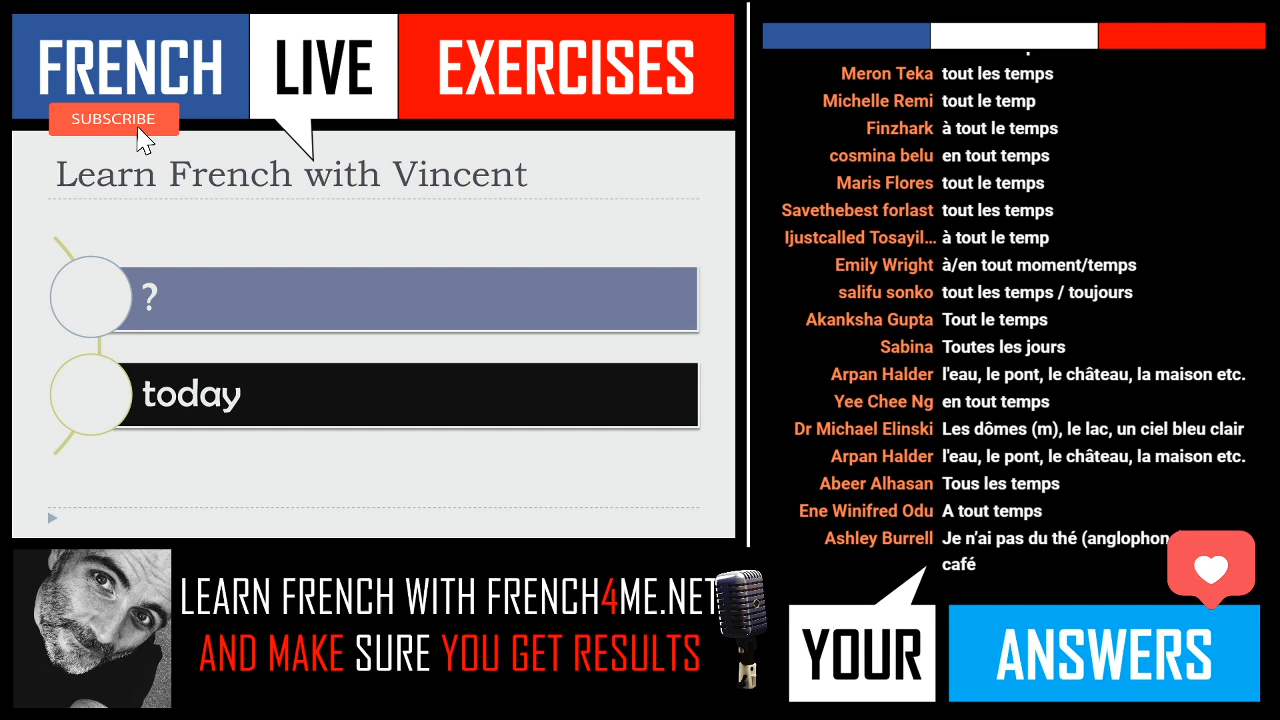 FRENCH LIVE EXERCISES
SUBSCRIBE
Learn French with Vincent
?
today
LEARN FRENCH WITH FRENCH4ME.NET
AND MAKE SURE YOU GET RESULTS
Meron Teka tout les temps
Michelle Remi tout le temp
Finzhark à tout le temps
cosmina belu en tout temps
Maris Flores tout le temps
Savethebest forlast tout les temps
Ijustcalled Tosayil... à tout le temp
Emily Wright à/en tout moment/temps
salifu sonko tout les temps / toujours
Akanksha Gupta Tout le temps
Sabina Toutes les jours
Arpan Halder l'eau, le pont, le château, la maison etc.
Yee Chee Ng en tout temps
Dr Michael Elinski Les dômes (m), le lac, un ciel bleu clair
Arpan Halder l'eau, le pont, le château, la maison etc.
Abeer Alhasan Tous les temps
Ene Winifred Odu A tout temps
Ashley Burrell Je n'ai pas du thé (anglophon
café
YOUR ANSWERS